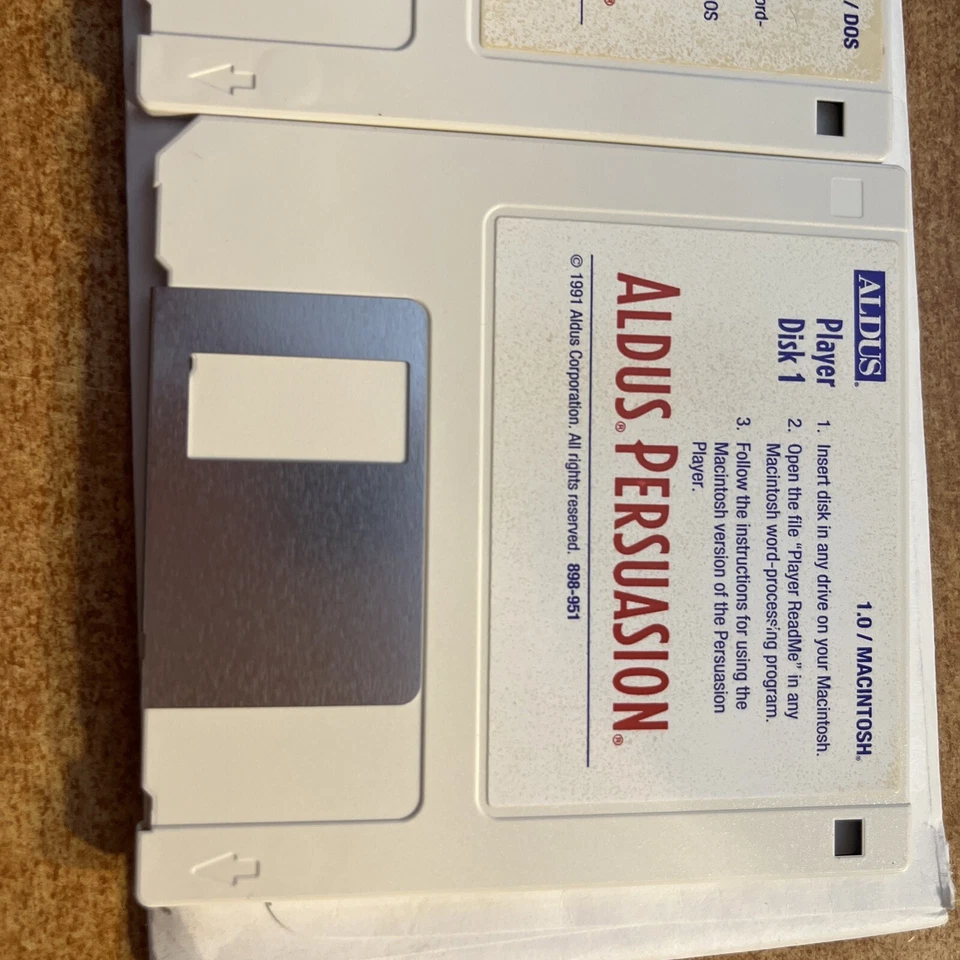 / DOS
ord-
OS
®
ALDUS®
1.0 / MACINTOSH®
Player
Disk 1
1. Insert disk in any drive on your Macintosh.
2. Open the file "Player ReadMe" in any
Macintosh word-processing program.
3. Follow the instructions for using the
Macintosh version of the Persuasion
Player.
ALDUS® PERSUASION®
© 1991 Aldus Corporation. All rights reserved. 898-951